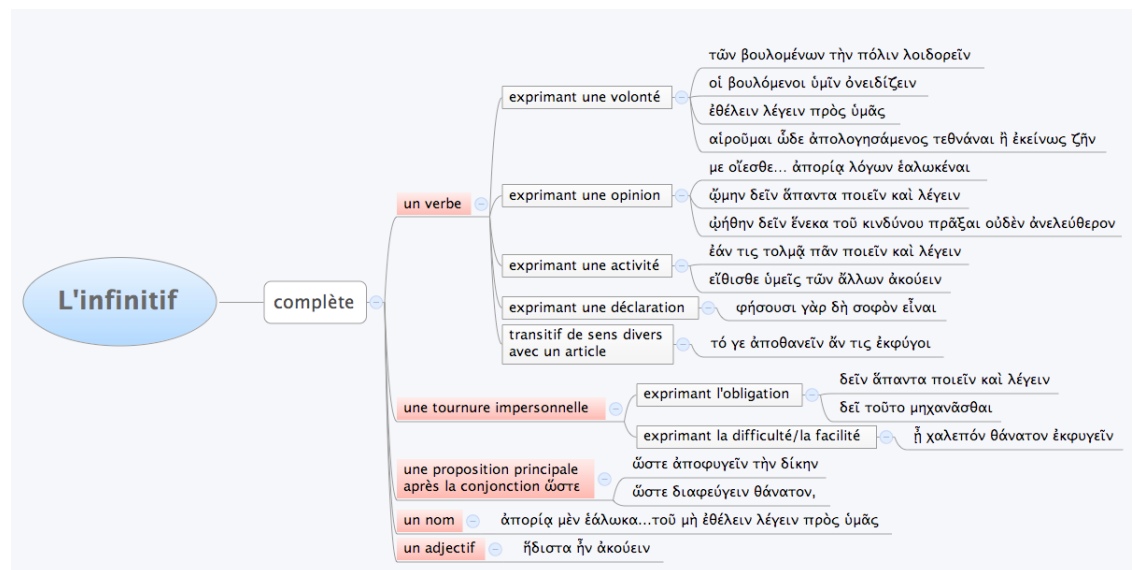 L'infinitif
complète
un verbe
exprimant une volonté
τῶν βουλομένων τὴν πόλιν λοιδορεῖν
οἱ βουλόμενοι ὑμῖν ὀνειδίζειν
ἐθέλειν λέγειν πρὸς ὑμᾶς
αἱροῦμαι ὧδε ἀπολογησάμενος τεθνάναι ἢ ἐκείνως ζῆν
exprimant une opinion
με οἴεσθε... ἀπορίᾳ λόγων ἑαλωκέναι
ᾤμην δεῖν ἅπαντα ποιεῖν καὶ λέγειν
ᾠήθην δεῖν ἕνεκα τοῦ κινδύνου πρᾶξαι οὐδὲν ἀνελεύθερον
exprimant une activité
ἐάν τις τολμᾷ πᾶν ποιεῖν καὶ λέγειν
εἴθισθε ὑμεῖς τῶν ἄλλων ἀκούειν
exprimant une déclaration
φήσουσι γὰρ δὴ σοφὸν εἶναι
transitif de sens divers
avec un article
τό γε ἀποθανεῖν ἄν τις ἐκφύγοι
une tournure impersonnelle
exprimant l'obligation
δεῖν ἅπαντα ποιεῖν καὶ λέγειν
δεῖ τοῦτο μηχανᾶσθαι
exprimant la difficulté/la facilité
ᾖ χαλεπόν θάνατον ἐκφυγεῖν
une proposition principale
après la conjonction ὥστε
ὥστε ἀποφυγεῖν τὴν δίκην
ὥστε διαφεύγειν θάνατον,
un nom
ἀπορίᾳ μὲν ἑάλωκα...τοῦ μὴ ἐθέλειν λέγειν πρὸς ὑμᾶς
un adjectif
ἥδιστα ἦν ἀκούειν